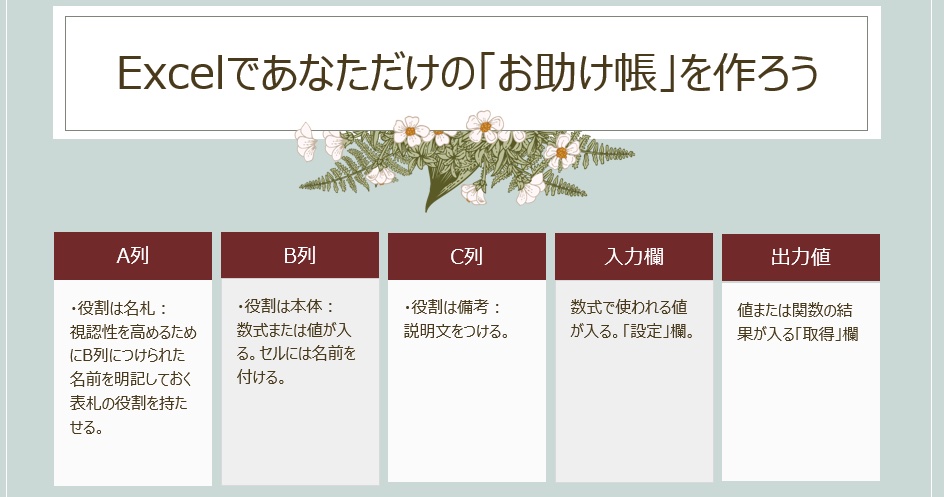 Excelであなただけの「お助け帳」を作ろう
A列
・役割は名札：
視認性を高めるため
にB列につけられた
名前を明記しておく
表札の役割を持た
せる。
B列
・役割は本体：
数式または値が入
る。セルには名前を
付ける。
C列
・役割は備考：
説明文をつける。
入力欄
数式で使われる値
が入る。「設定」欄。
出力値
値または関数の結
果が入る「取得」欄